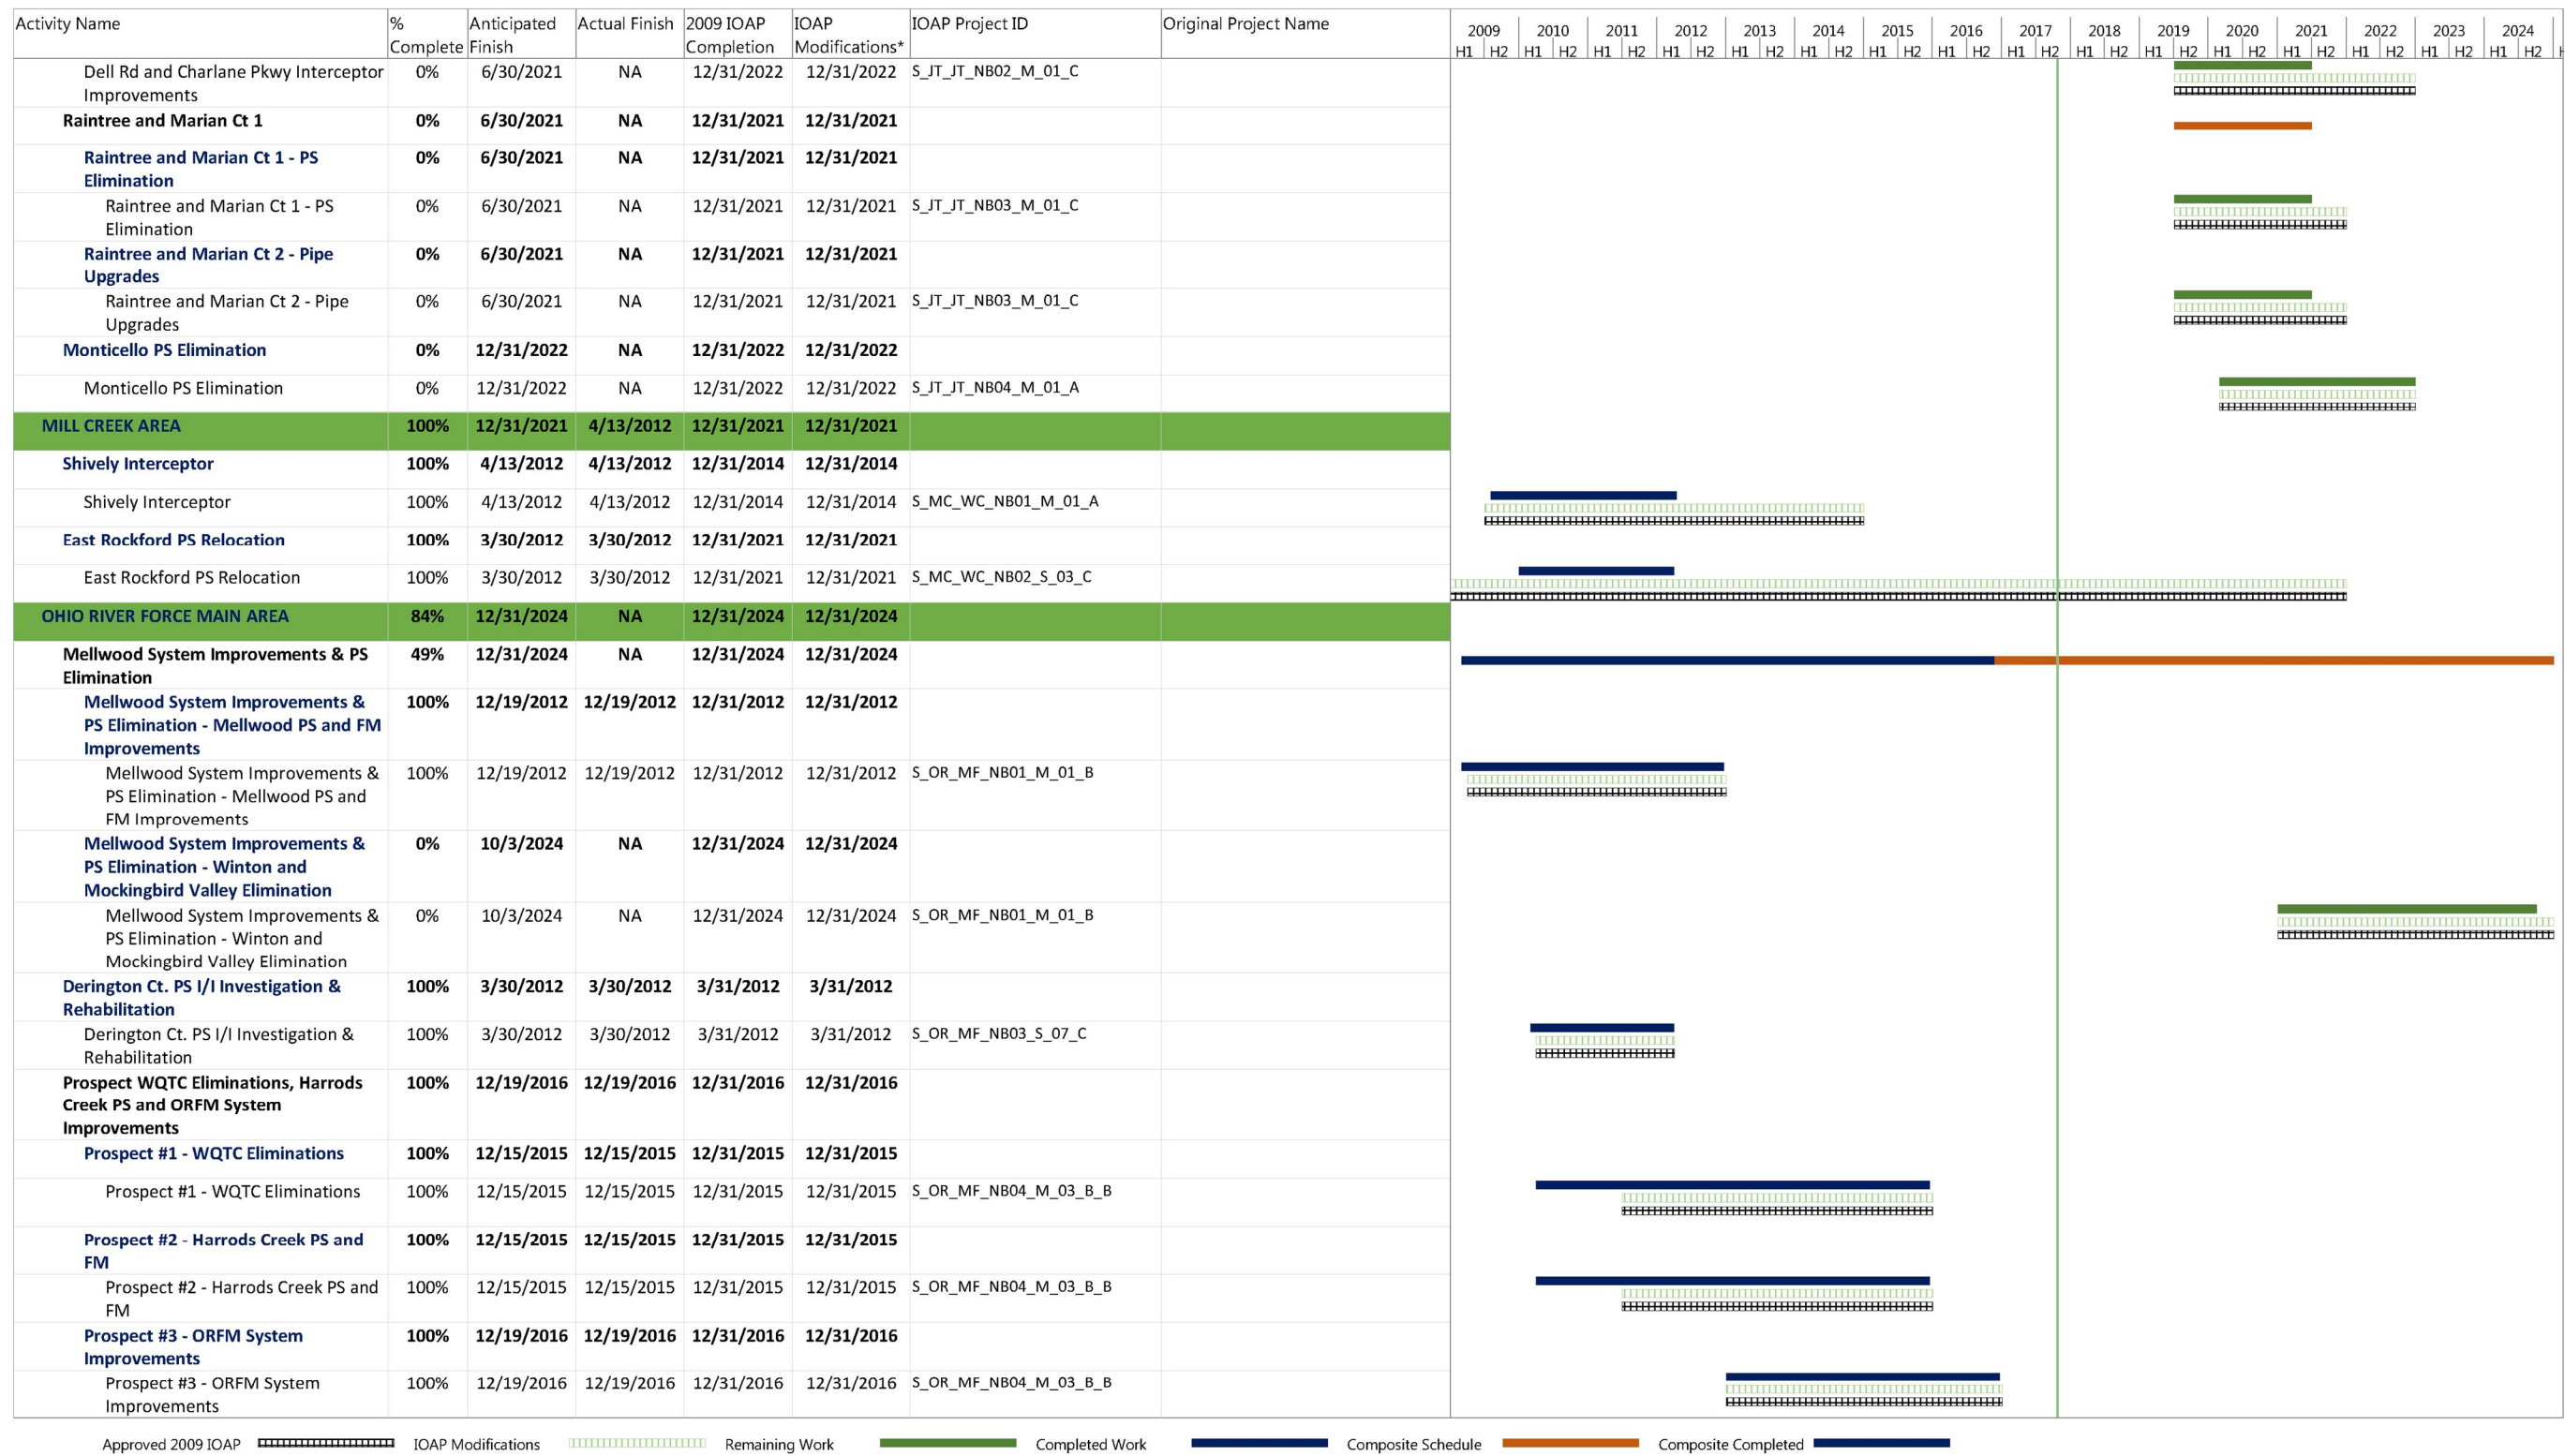 Activity Name % Complete Anticipated Finish Actual Finish 2009 IOAP Completion IOAP Modifications* IOAP Project ID Original Project Name
2009 2010 2011 2012 2013 2014 2015 2016 2017 2018 2019 2020 2021 2022 2023 2024
H1 H2 H1 H2 H1 H2 H1 H2 H1 H2 H1 H2 H1 H2 H1 H2 H1 H2 H1 H2 H1 H2 H1 H2 H1 H2 H1 H2 H1 H2 H1 H2
Dell Rd and Charlane Pkwy Interceptor 0% 6/30/2021 NA 12/31/2022 12/31/2022 S_JT_JT_NB02_M_01_C
Improvements
Raintree and Marian Ct 1 0% 6/30/2021 NA 12/31/2021 12/31/2021
Raintree and Marian Ct 1 - PS 0% 6/30/2021 NA 12/31/2021 12/31/2021
Elimination
Raintree and Marian Ct 1 - PS 0% 6/30/2021 NA 12/31/2021 12/31/2021 S_JT_JT_NB03_M_01_C
Elimination
Raintree and Marian Ct 2 - Pipe 0% 6/30/2021 NA 12/31/2021 12/31/2021
Upgrades
Raintree and Marian Ct 2 - Pipe 0% 6/30/2021 NA 12/31/2021 12/31/2021 S_JT_JT_NB03_M_01_C
Upgrades
Monticello PS Elimination 0% 12/31/2022 NA 12/31/2022 12/31/2022
Monticello PS Elimination 0% 12/31/2022 NA 12/31/2022 12/31/2022 S_JT_JT_NB04_M_01_A
MILL CREEK AREA 100% 12/31/2021 4/13/2012 12/31/2021 12/31/2021
Shively Interceptor 100% 4/13/2012 4/13/2012 12/31/2014 12/31/2014
Shively Interceptor 100% 4/13/2012 4/13/2012 12/31/2014 12/31/2014 S_MC_WC_NB01_M_01_A
East Rockford PS Relocation 100% 3/30/2012 3/30/2012 12/31/2021 12/31/2021
East Rockford PS Relocation 100% 3/30/2012 3/30/2012 12/31/2021 12/31/2021 S_MC_WC_NB02_S_03_C
OHIO RIVER FORCE MAIN AREA 84% 12/31/2024 NA 12/31/2024 12/31/2024
Mellwood System Improvements & PS 49% 12/31/2024 NA 12/31/2024 12/31/2024
Elimination
Mellwood System Improvements & 100% 12/19/2012 12/19/2012 12/31/2012 12/31/2012
PS Elimination - Mellwood PS and FM
Improvements
Mellwood System Improvements & 100% 12/19/2012 12/19/2012 12/31/2012 12/31/2012 S_OR_MF_NB01_M_01_B
PS Elimination - Mellwood PS and
FM Improvements
Mellwood System Improvements & 0% 10/3/2024 NA 12/31/2024 12/31/2024
PS Elimination - Winton and
Mockingbird Valley Elimination
Mellwood System Improvements & 0% 10/3/2024 NA 12/31/2024 12/31/2024 S_OR_MF_NB01_M_01_B
PS Elimination - Winton and
Mockingbird Valley Elimination
Derington Ct. PS I/I Investigation & 100% 3/30/2012 3/30/2012 3/31/2012 3/31/2012
Rehabilitation
Derington Ct. PS I/I Investigation & 100% 3/30/2012 3/30/2012 3/31/2012 3/31/2012 S_OR_MF_NB03_S_07_C
Rehabilitation
Prospect WQTC Eliminations, Harrods 100% 12/19/2016 12/19/2016 12/31/2016 12/31/2016
Creek PS and ORFM System
Improvements
Prospect #1 - WQTC Eliminations 100% 12/15/2015 12/15/2015 12/31/2015 12/31/2015
Prospect #1 - WQTC Eliminations 100% 12/15/2015 12/15/2015 12/31/2015 12/31/2015 S_OR_MF_NB04_M_03_B_B
Prospect #2 - Harrods Creek PS and 100% 12/15/2015 12/15/2015 12/31/2015 12/31/2015
FM
Prospect #2 - Harrods Creek PS and 100% 12/15/2015 12/15/2015 12/31/2015 12/31/2015 S_OR_MF_NB04_M_03_B_B
FM
Prospect #3 - ORFM System 100% 12/19/2016 12/19/2016 12/31/2016 12/31/2016
Improvements
Prospect #3 - ORFM System 100% 12/19/2016 12/19/2016 12/31/2016 12/31/2016 S_OR_MF_NB04_M_03_B_B
Improvements
Approved 2009 IOAP IOAP Modifications Remaining Work Completed Work Composite Schedule Composite Completed